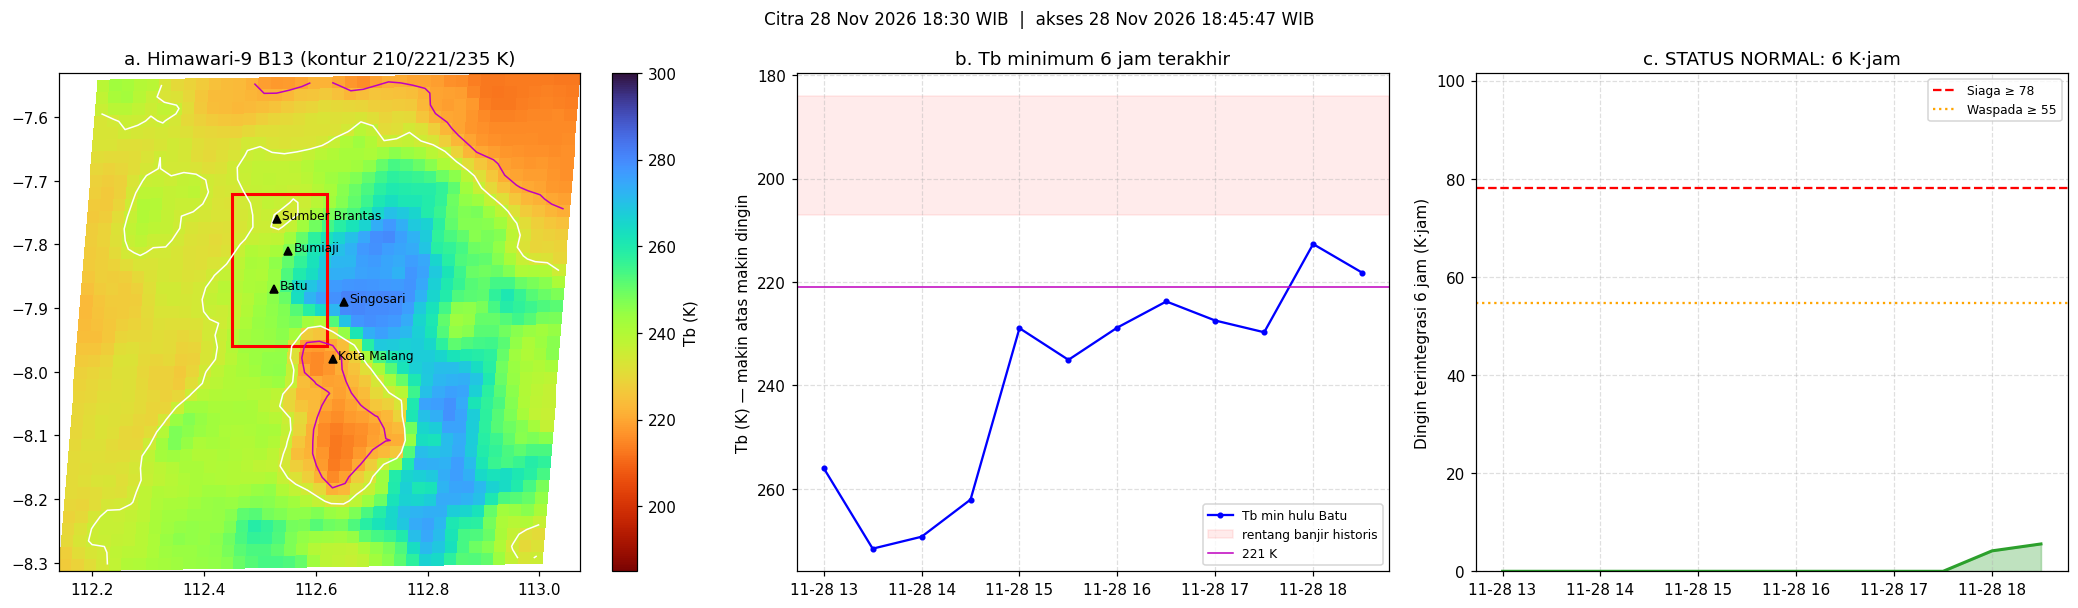 Citra 28 Nov 2026 18:30 WIB | akses 28 Nov 2026 18:45:47 WIB
a. Himawari-9 B13 (kontur 210/221/235 K)
−7.6
−7.7
−7.8
−7.9
−8.0
−8.1
−8.2
−8.3
112.2
112.4
112.6
112.8
113.0
Sumber Brantas
Bumiaji
Batu
Singosari
Kota Malang
300
280
260
240
220
200
Tb (K)
b. Tb minimum 6 jam terakhir
Tb (K) — makin atas makin dingin
180
200
220
240
260
11-28 13
11-28 14
11-28 15
11-28 16
11-28 17
11-28 18
Tb min hulu Batu
rentang banjir historis
221 K
c. STATUS NORMAL: 6 K·jam
Dingin terintegrasi 6 jam (K·jam)
100
80
60
40
20
0
11-28 13
11-28 14
11-28 15
11-28 16
11-28 17
11-28 18
Siaga ≥ 78
Waspada ≥ 55